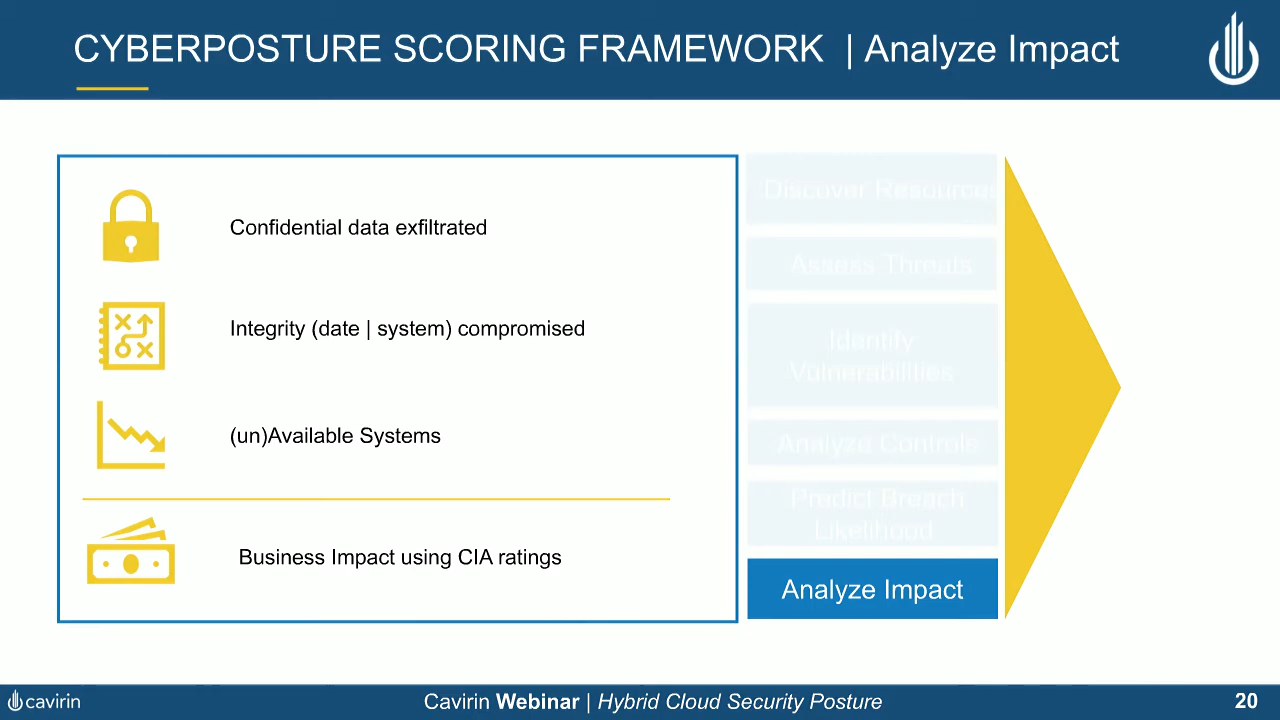 CYBERPOSTURE SCORING FRAMEWORK | Analyze Impact
Confidential data exfiltrated
Integrity (date | system) compromised
(un)Available Systems
Business Impact using CIA ratings
Discover Resources
Assess Threats
Identify
Vulnerabilities
Analyze Controls
Predict Breach
Likelihood
Analyze Impact
cavirin
Cavirin Webinar | Hybrid Cloud Security Posture
20